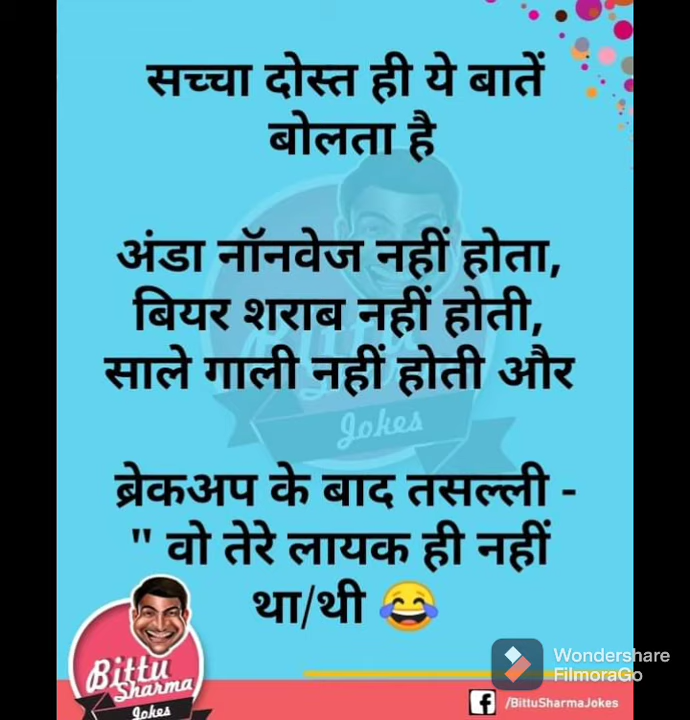 सच्चा दोस्त ही ये बातें
बोलता है
अंडा नॉनवेज नहीं होता,
बियर शराब नहीं होती,
साले गाली नहीं होती और
Jokes
ब्रेकअप के बाद तसल्ली -
" वो तेरे लायक ही नहीं
था/थी 😂
Bittu
Sharma
Jokes
Wondershare
FilmoraGo
f /BittuSharmaJokes